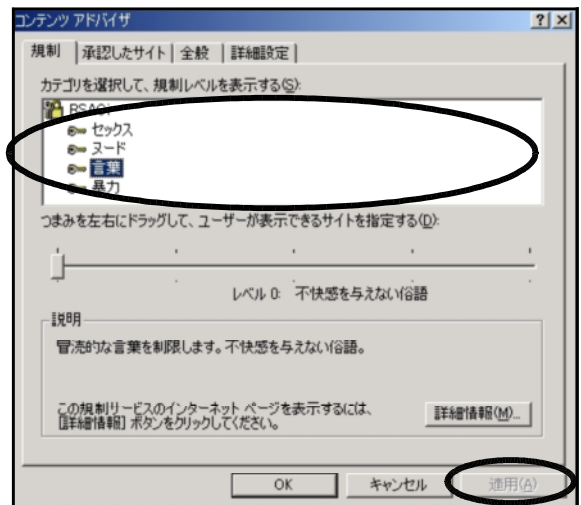 コンテンツ アドバイザ
規制 承認したサイト 全般 詳細設定
カテゴリを選択して、規制レベルを表示する(S):
RSACi
セックス
ヌード
言葉
暴力
つまみを左右にドラッグして、ユーザーが表示できるサイトを指定する(D):
レベル 0: 不快感を与えない俗語
説明
冒涜的な言葉を制限します。不快感を与えない俗語。
この規制サービスのインターネット ページを表示するには、
[詳細情報] ボタンをクリックしてください。
詳細情報(M)...
OK キャンセル 適用(A)